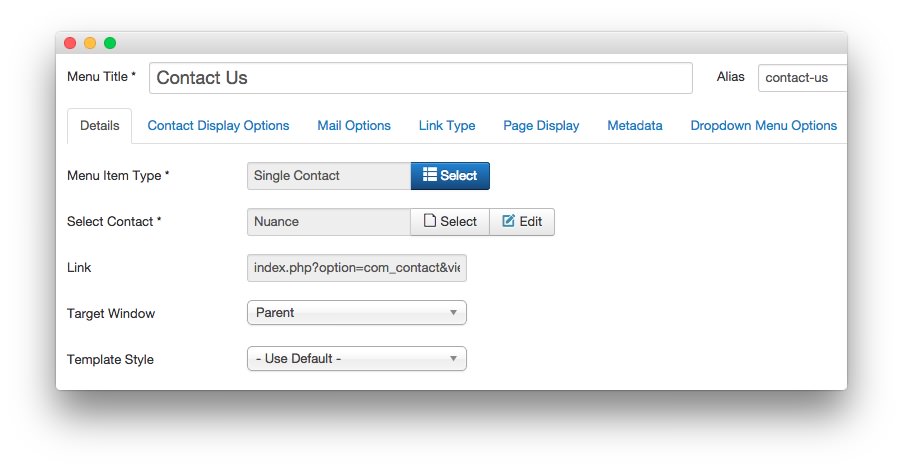 Menu Title * Contact Us Alias contact-us
Details Contact Display Options Mail Options Link Type Page Display Metadata Dropdown Menu Options
Menu Item Type * Single Contact Select
Select Contact * Nuance Select Edit
Link index.php?option=com_contact&vie
Target Window Parent
Template Style - Use Default -